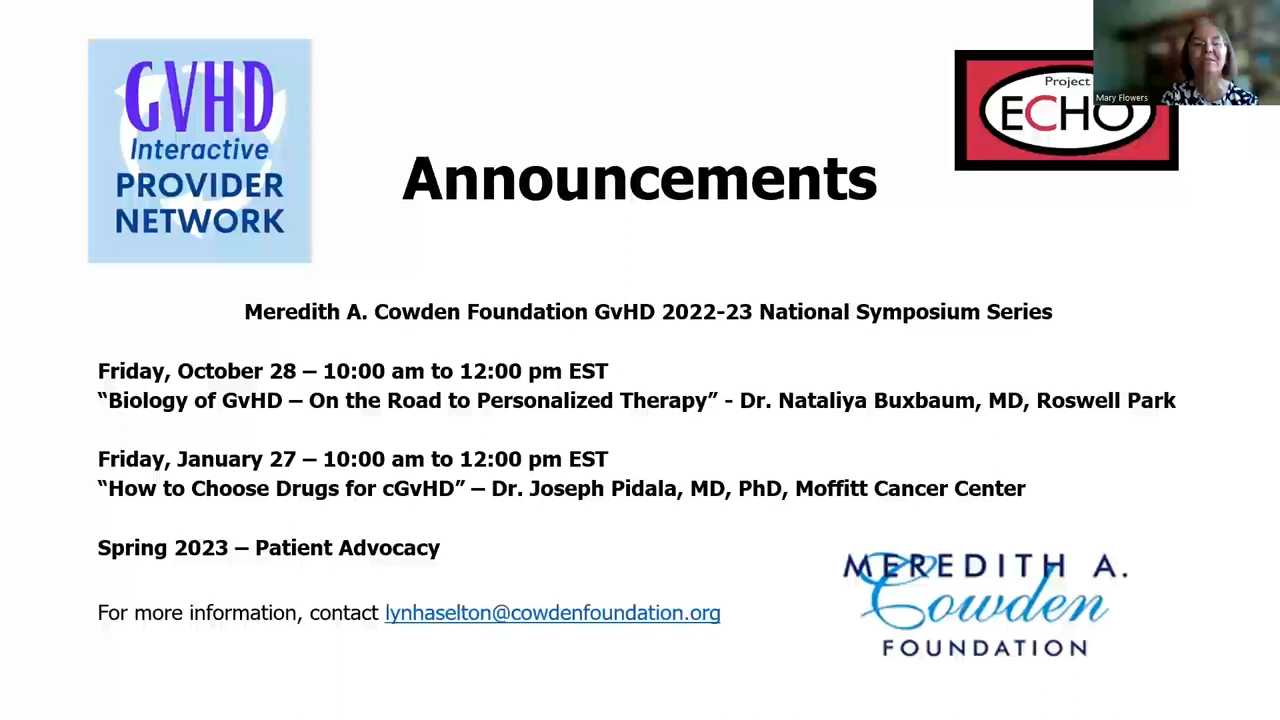 GVHD
Interactive
PROVIDER
NETWORK
Project
ECHO
Mary Flowers
Announcements
Meredith A. Cowden Foundation GvHD 2022-23 National Symposium Series
Friday, October 28 – 10:00 am to 12:00 pm EST
“Biology of GvHD – On the Road to Personalized Therapy” - Dr. Nataliya Buxbaum, MD, Roswell Park
Friday, January 27 – 10:00 am to 12:00 pm EST
“How to Choose Drugs for cGvHD” – Dr. Joseph Pidala, MD, PhD, Moffitt Cancer Center
Spring 2023 – Patient Advocacy
For more information, contact lynhaselton@cowdenfoundation.org
MEREDITH A.
Cowden
FOUNDATION